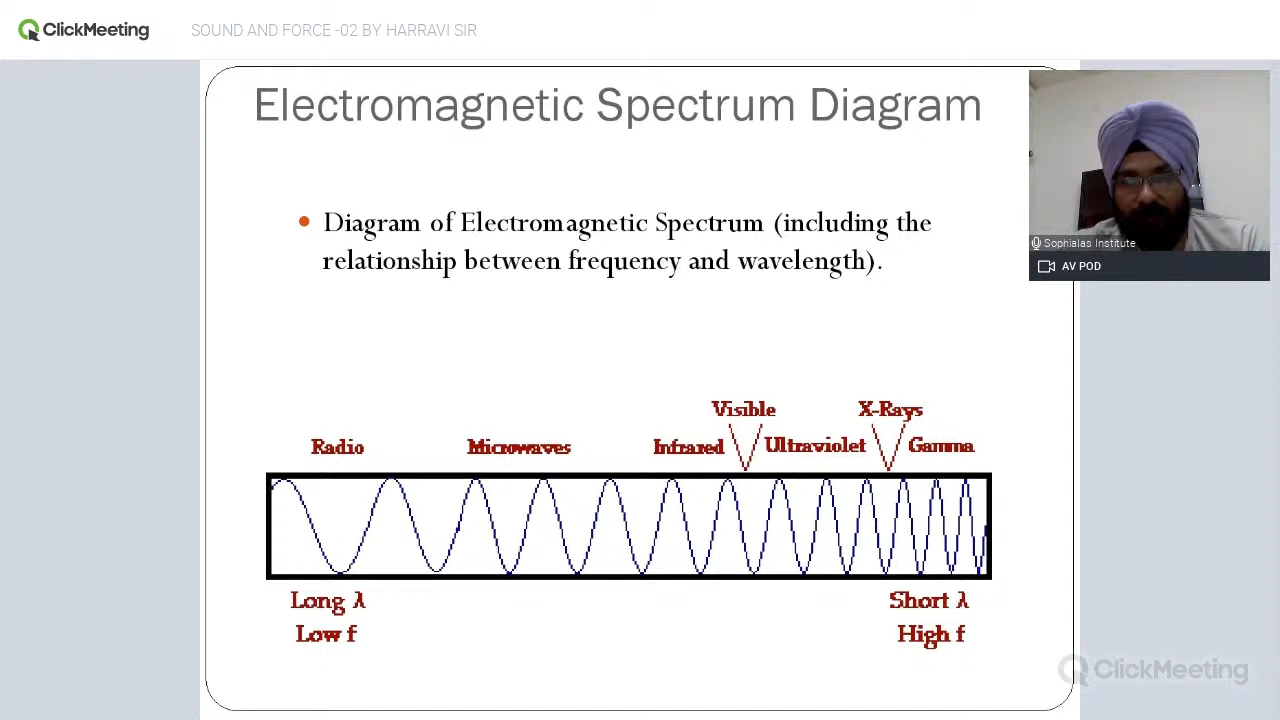 ClickMeeting
SOUND AND FORCE -02 BY HARRAVI SIR
Electromagnetic Spectrum Diagram
Diagram of Electromagnetic Spectrum (including the
relationship between frequency and wavelength).
Sophialas Institute
AV POD
Visible X-Rays
Radio Microwaves Infrared Ultraviolet Gamma
Long λ Short λ
Low f High f
ClickMeeting